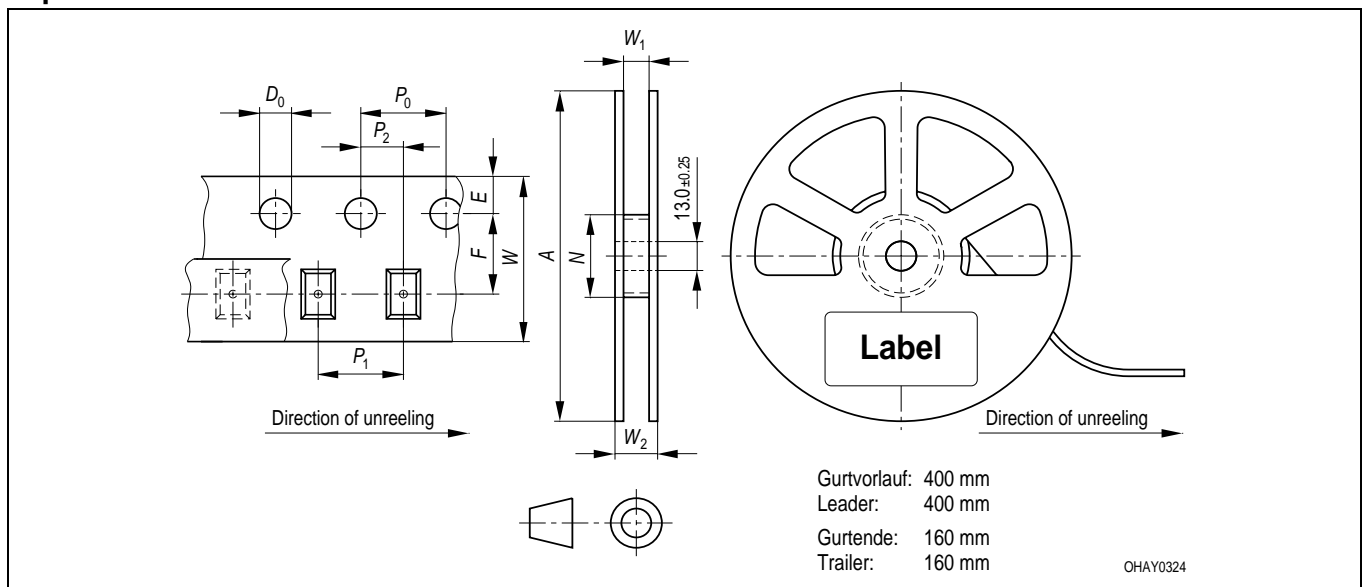 W₁
D₀
P₀
P₂
E
F
W
A
N
13.0 ±0.25
P₁
Label
Direction of unreeling
W₂
Direction of unreeling
Gurtvorlauf: 400 mm
Leader: 400 mm
Gurtende: 160 mm
Trailer: 160 mm
OHAY0324